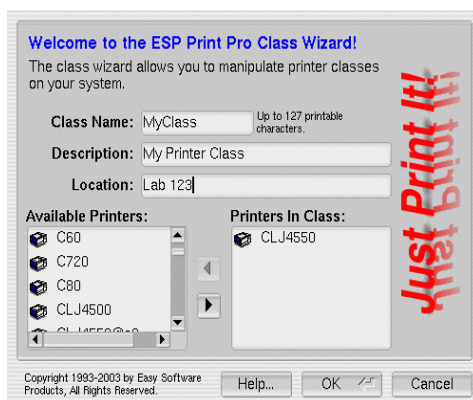 Welcome to the ESP Print Pro Class Wizard!
The class wizard allows you to manipulate printer classes
on your system.
Class Name: MyClass Up to 127 printable
characters.
Description: My Printer Class
Location: Lab 123
Available Printers:
C60
C720
C80
CLJ4500
Printers In Class:
CLJ4550
Just Print It!
Copyright 1993-2003 by Easy Software
Products, All Rights Reserved.
Help...
OK
Cancel